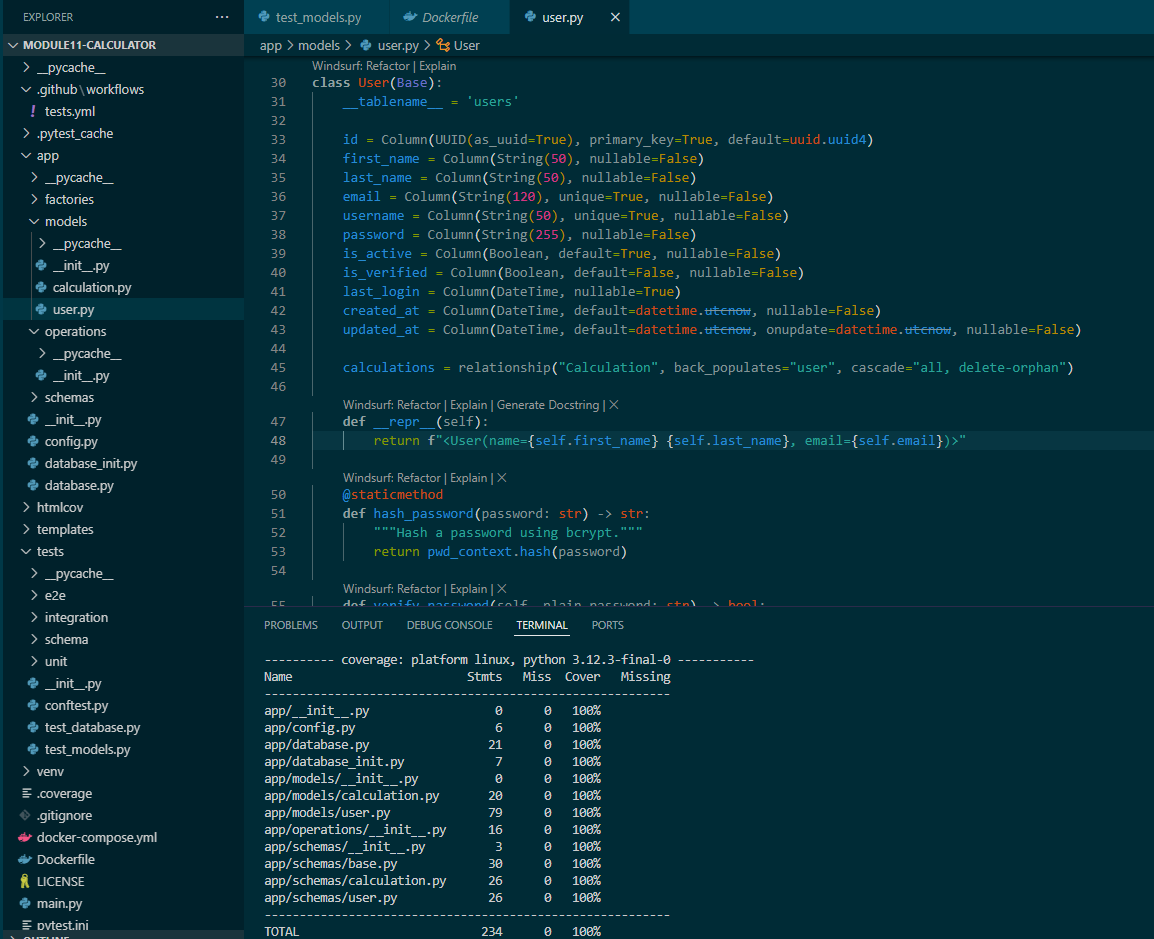 EXPLORER ...
MODULE11-CALCULATOR
__pycache__
.github\workflows
! tests.yml
.pytest_cache
app
__pycache__
factories
models
__pycache__
__init__.py
calculation.py
user.py
operations
__pycache__
__init__.py
schemas
__init__.py
config.py
database_init.py
database.py
htmlcov
templates
tests
__pycache__
e2e
integration
schema
unit
__init__.py
conftest.py
test_database.py
test_models.py
venv
.coverage
.gitignore
docker-compose.yml
Dockerfile
LICENSE
main.py
pytest.ini
OUTLINE
test_models.py Dockerfile user.py ×
app > models > user.py > User
Windsurf: Refactor | Explain
30 class User(Base):
31     __tablename__ = 'users'
32
33     id = Column(UUID(as_uuid=True), primary_key=True, default=uuid.uuid4)
34     first_name = Column(String(50), nullable=False)
35     last_name = Column(String(50), nullable=False)
36     email = Column(String(120), unique=True, nullable=False)
37     username = Column(String(50), unique=True, nullable=False)
38     password = Column(String(255), nullable=False)
39     is_active = Column(Boolean, default=True, nullable=False)
40     is_verified = Column(Boolean, default=False, nullable=False)
41     last_login = Column(DateTime, nullable=True)
42     created_at = Column(DateTime, default=datetime.utcnow, nullable=False)
43     updated_at = Column(DateTime, default=datetime.utcnow, onupdate=datetime.utcnow, nullable=False)
44
45     calculations = relationship("Calculation", back_populates="user", cascade="all, delete-orphan")
46
Windsurf: Refactor | Explain | Generate Docstring | ×
47     def __repr__(self):
48         return f"<User(name={self.first_name} {self.last_name}, email={self.email})>"
49
Windsurf: Refactor | Explain | ×
50     @staticmethod
51     def hash_password(password: str) -> str:
52         """Hash a password using bcrypt."""
53         return pwd_context.hash(password)
54
Windsurf: Refactor | Explain | ×
55     def verify_password(self, plain_password: str) -> bool:
PROBLEMS OUTPUT DEBUG CONSOLE TERMINAL PORTS
---------- coverage: platform linux, python 3.12.3-final-0 -----------
Name                         Stmts   Miss  Cover   Missing
----------------------------------------------------------
app/__init__.py                  0      0   100%
app/config.py                    6      0   100%
app/database.py                 21      0   100%
app/database_init.py             7      0   100%
app/models/__init__.py           0      0   100%
app/models/calculation.py       20      0   100%
app/models/user.py              79      0   100%
app/operations/__init__.py      16      0   100%
app/schemas/__init__.py          3      0   100%
app/schemas/base.py             30      0   100%
app/schemas/calculation.py      26      0   100%
app/schemas/user.py             26      0   100%
----------------------------------------------------------
TOTAL                          234      0   100%